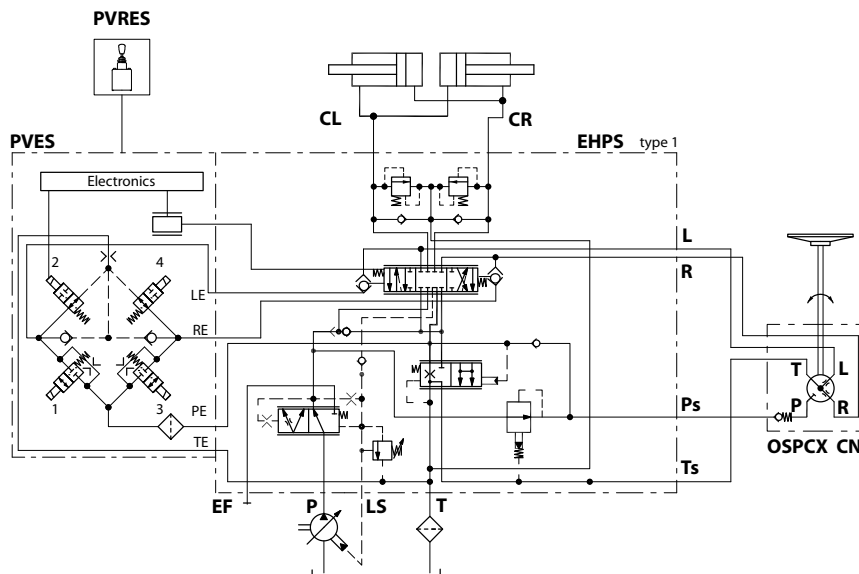 PVRES
CL
CR
PVES
EHPS type 1
Electronics
L
R
2
4
LE
RE
1
3
PE
TE
T
L
P
R
Ps
OSPCX CN
Ts
EF
P
LS
T